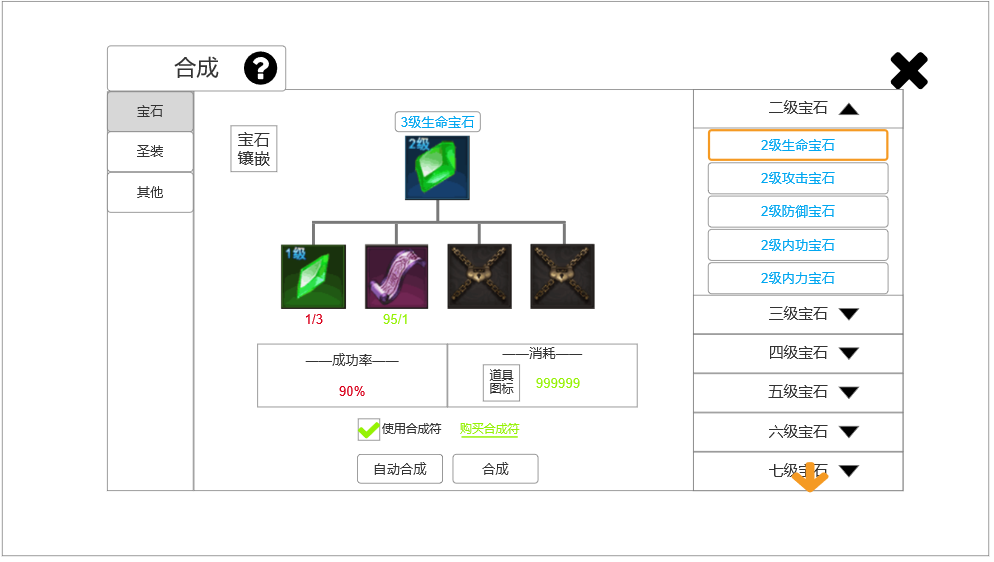 合成 ?
宝石
圣装
其他
宝石
镶嵌
3级生命宝石
2级
1级
1/3
95/1
——成功率——
90%
——消耗——
道具
图标
999999
使用合成符
购买合成符
自动合成
合成
二级宝石
2级生命宝石
2级攻击宝石
2级防御宝石
2级内功宝石
2级内力宝石
三级宝石
四级宝石
五级宝石
六级宝石
七级宝石